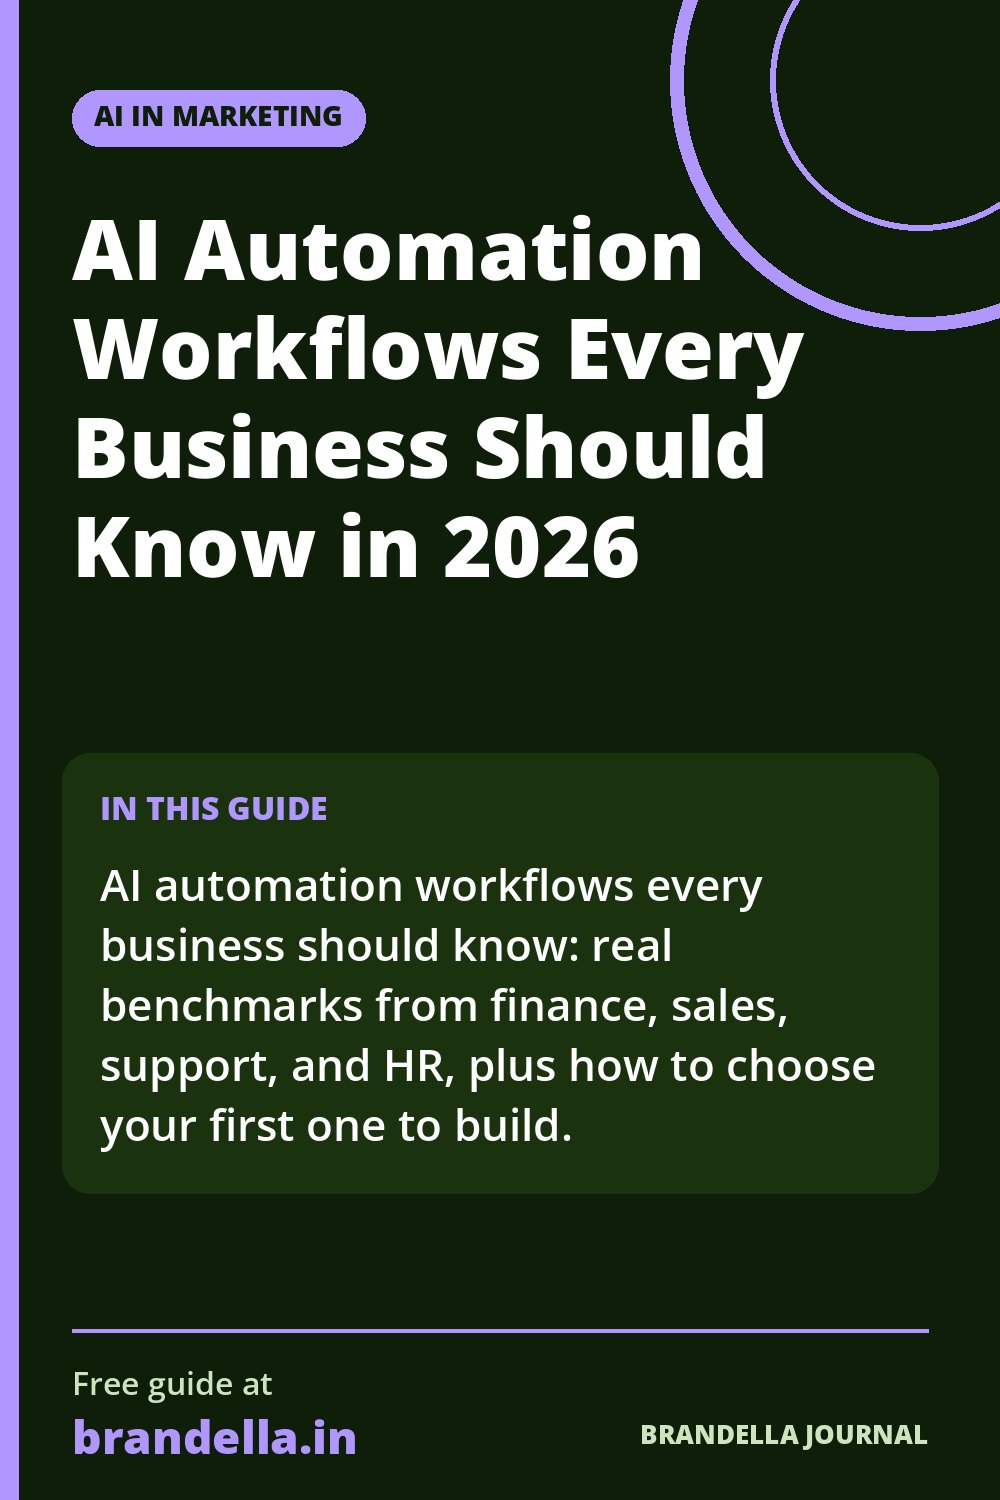 AI IN MARKETING
AI Automation
Workflows Every
Business Should
Know in 2026
IN THIS GUIDE
AI automation workflows every
business should know: real
benchmarks from finance, sales,
support, and HR, plus how to choose
your first one to build.
Free guide at
brandella.in
BRANDELLA JOURNAL